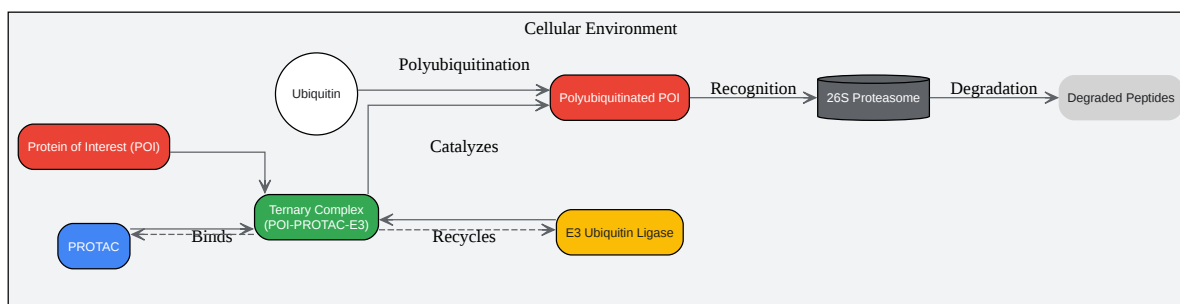 Cellular Environment
Ubiquitin
Polyubiquitination
Polyubiquitinated POI
Recognition
26S Proteasome
Degradation
Degraded Peptides
Protein of Interest (POI)
Catalyzes
Ternary Complex
(POI-PROTAC-E3)
PROTAC
Binds
Recycles
E3 Ubiquitin Ligase